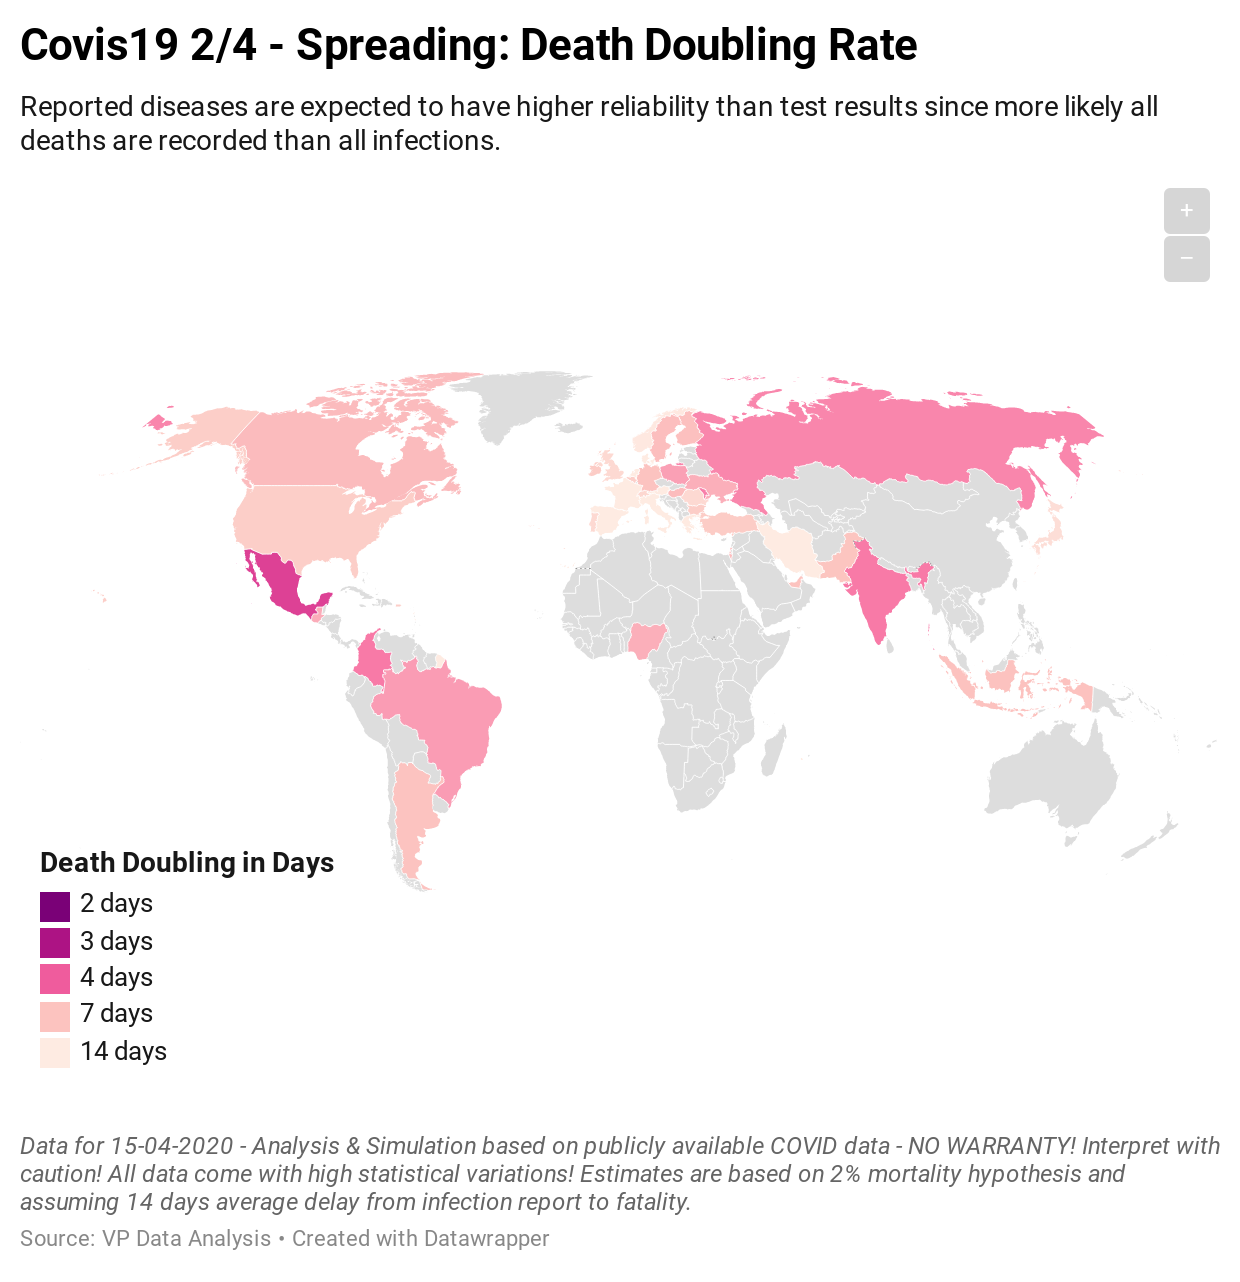 Covis19 2/4 - Spreading: Death Doubling Rate
Reported diseases are expected to have higher reliability than test results since more likely all
deaths are recorded than all infections.
+
−
Death Doubling in Days
2 days
3 days
4 days
7 days
14 days
Data for 15-04-2020 - Analysis & Simulation based on publicly available COVID data - NO WARRANTY! Interpret with
caution! All data come with high statistical variations! Estimates are based on 2% mortality hypothesis and
assuming 14 days average delay from infection report to fatality.
Source: VP Data Analysis • Created with Datawrapper